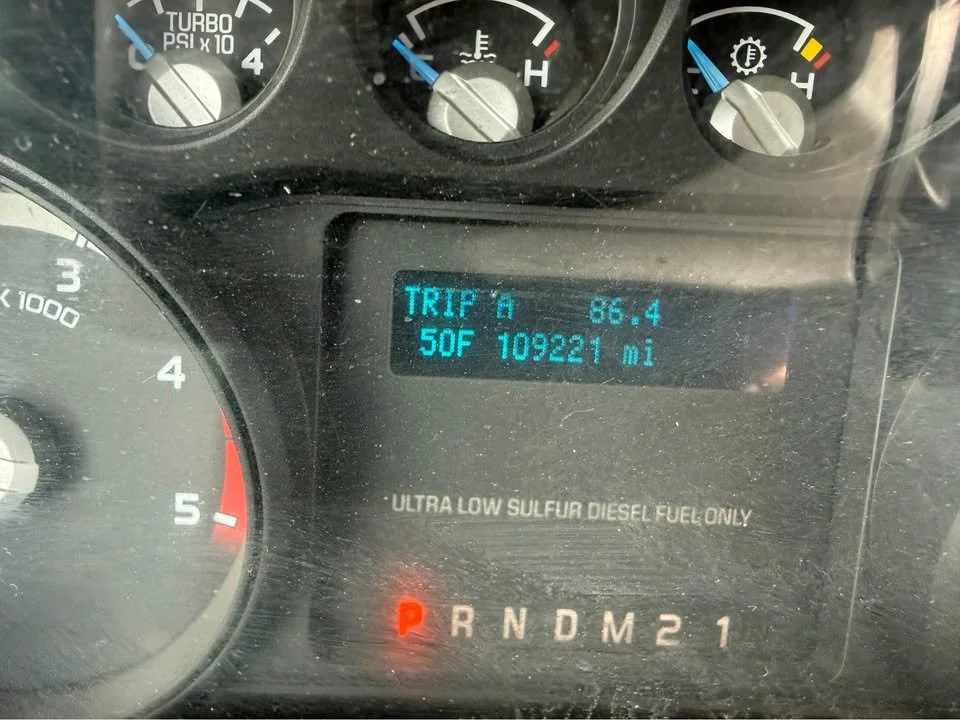 TURBO
PSI x 10
0
4
C
H
H
3
X 1000
4
5
TRIP A 86.4
50F 109221 mi
ULTRA LOW SULFUR DIESEL FUEL ONLY
P R N D M 2 1